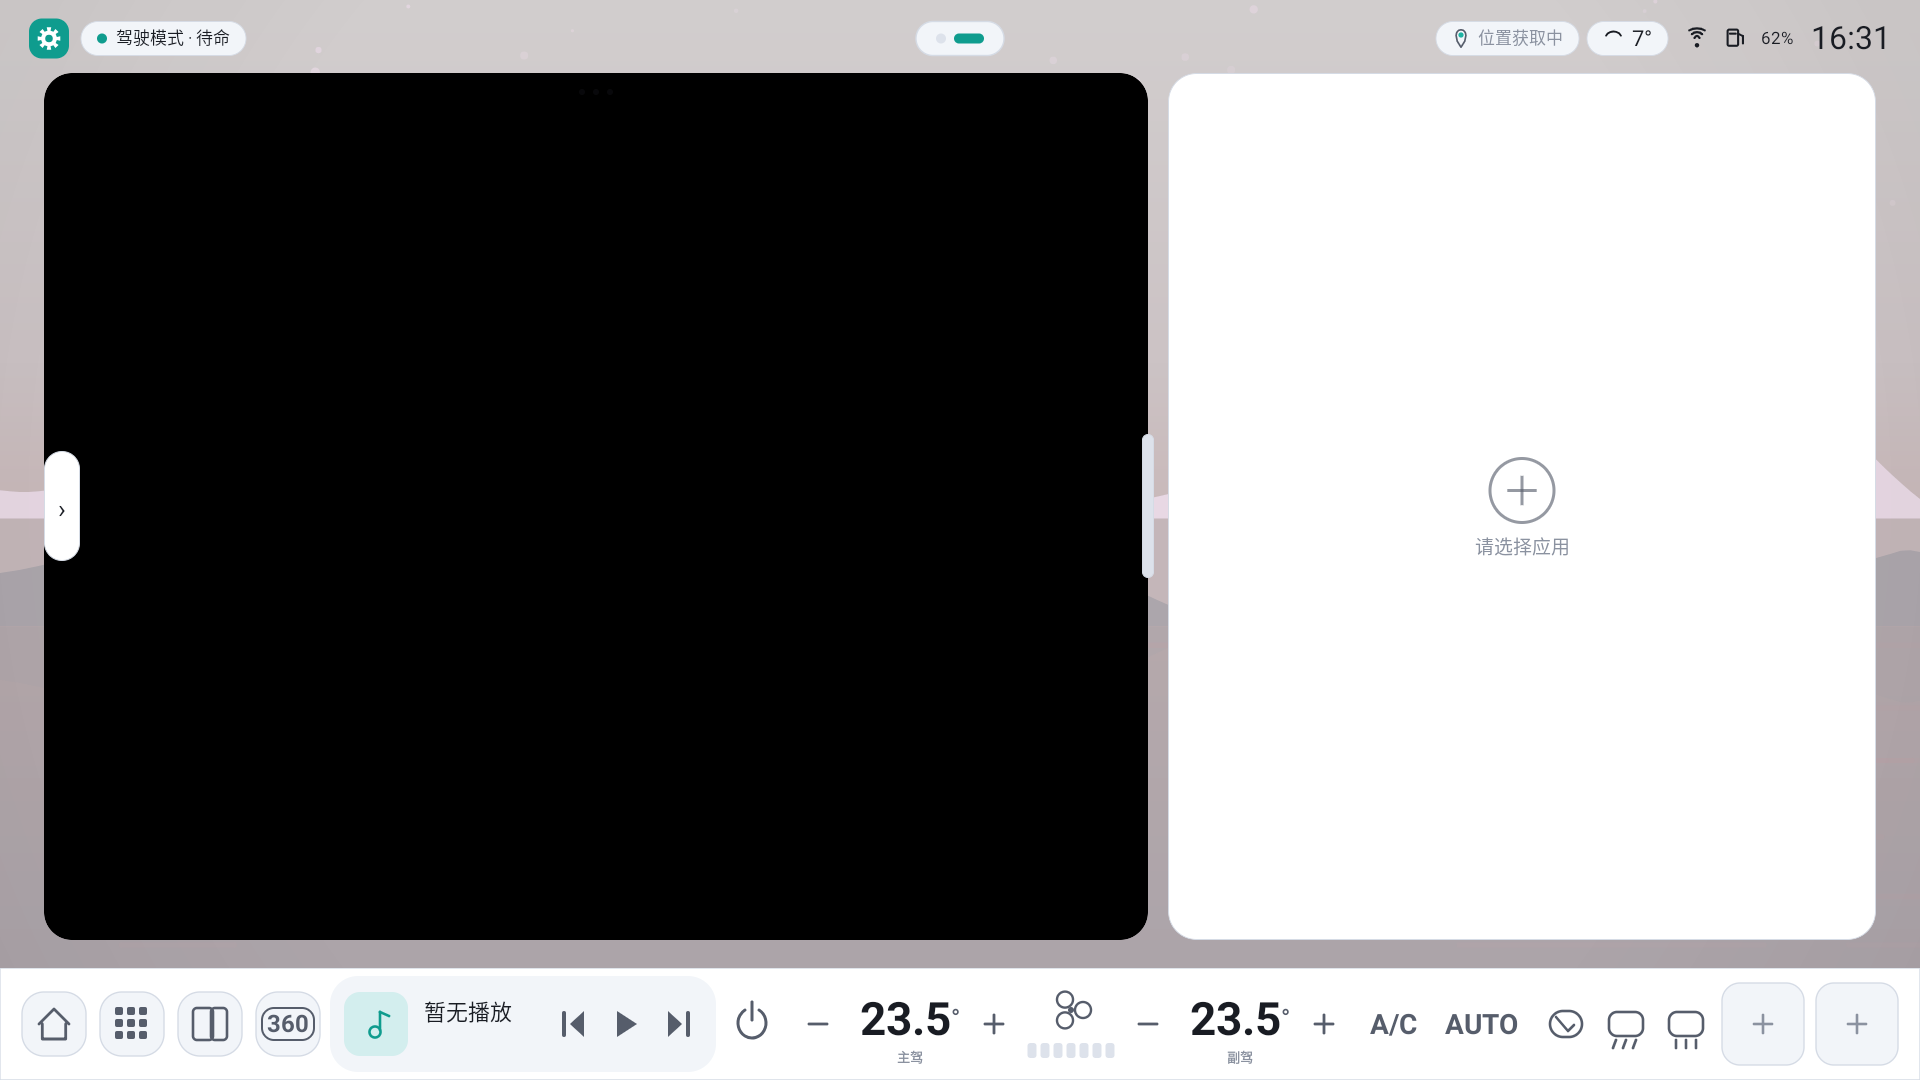 驾驶模式 · 待命
位置获取中
7°
62%
16:31
›
请选择应用
360
暂无播放
23.5°
主驾
23.5°
副驾
A/C
AUTO